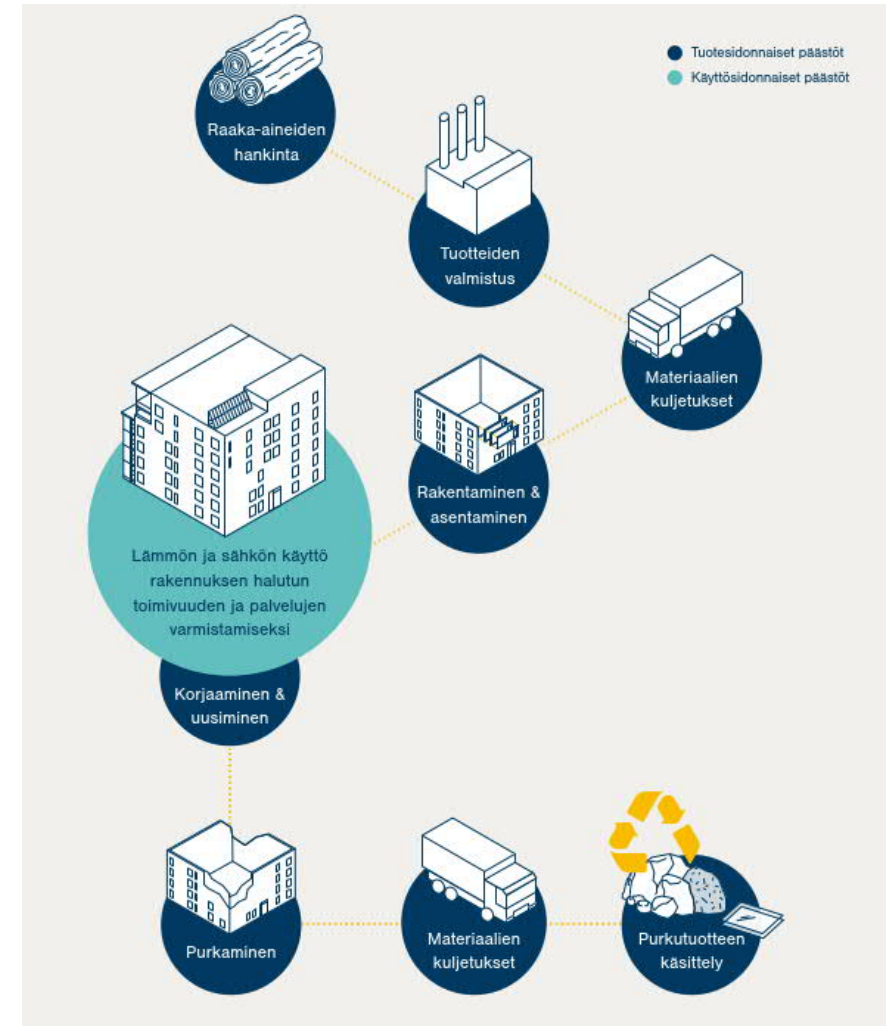 Tuotesidonnaiset päästöt
Käyttösidonnaiset päästöt
Raaka-aineiden
hankinta
Tuotteiden
valmistus
Materiaalien
kuljetukset
Rakentaminen &
asentaminen
Lämmön ja sähkön käyttö
rakennuksen halutun
toimivuuden ja palvelujen
varmistamiseksi
Korjaaminen &
uusiminen
Purkaminen
Materiaalien
kuljetukset
Purkutuotteen
käsittely